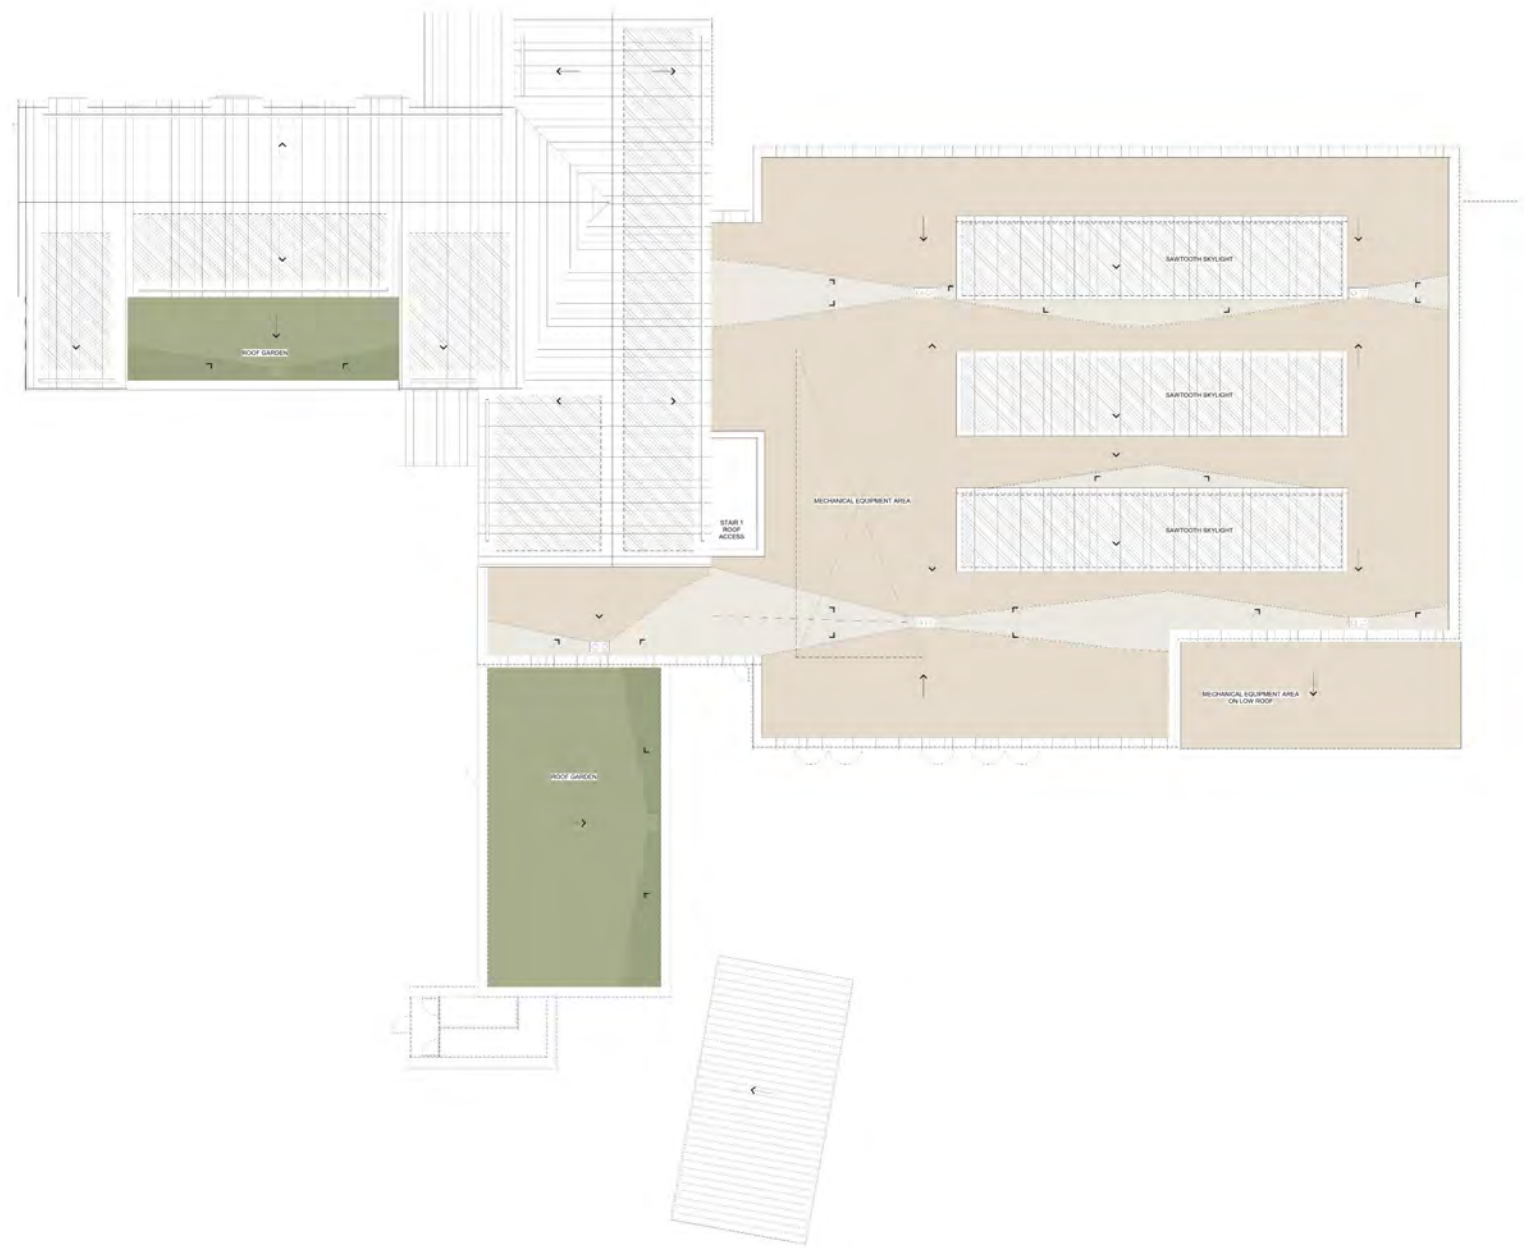 SAWTOOTH SKYLIGHT
ROOF GARDEN
SAWTOOTH SKYLIGHT
MECHANICAL EQUIPMENT AREA
STAIR 1
ROOF
ACCESS
SAWTOOTH SKYLIGHT
MECHANICAL EQUIPMENT AREA
ON LOW ROOF
ROOF GARDEN